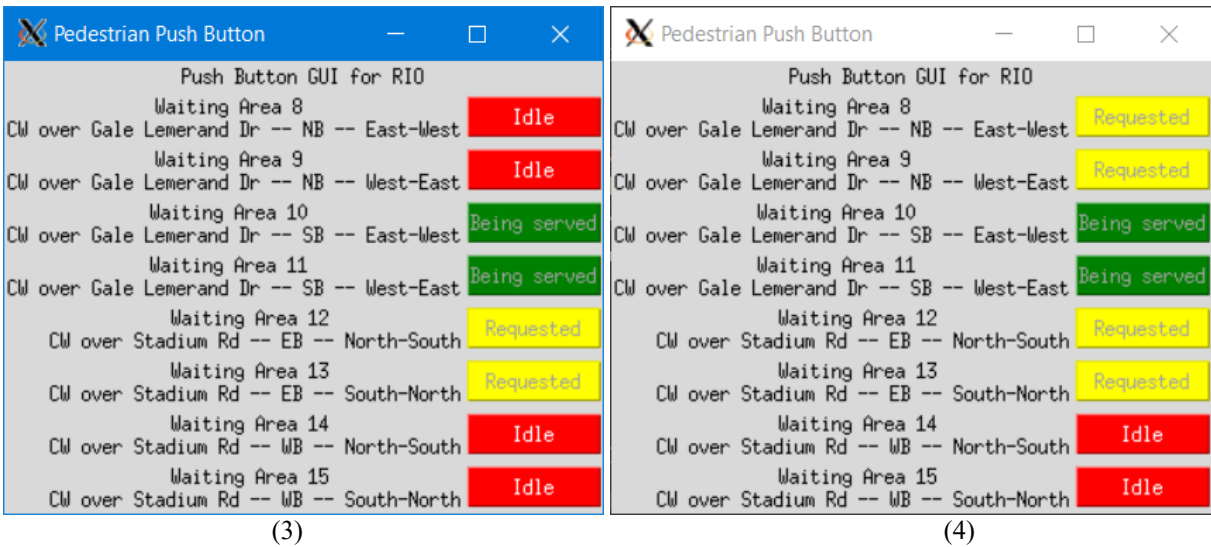 Pedestrian Push Button
Push Button GUI for RIO
Waiting Area 8
CW over Gale Lemerand Dr -- NB -- East-West
Idle
Waiting Area 9
CW over Gale Lemerand Dr -- NB -- West-East
Idle
Waiting Area 10
CW over Gale Lemerand Dr -- SB -- East-West
Being served
Waiting Area 11
CW over Gale Lemerand Dr -- SB -- West-East
Being served
Waiting Area 12
CW over Stadium Rd -- EB -- North-South
Requested
Waiting Area 13
CW over Stadium Rd -- EB -- South-North
Requested
Waiting Area 14
CW over Stadium Rd -- WB -- North-South
Idle
Waiting Area 15
CW over Stadium Rd -- WB -- South-North
Idle
(3)
Pedestrian Push Button
Push Button GUI for RIO
Waiting Area 8
CW over Gale Lemerand Dr -- NB -- East-West
Requested
Waiting Area 9
CW over Gale Lemerand Dr -- NB -- West-East
Requested
Waiting Area 10
CW over Gale Lemerand Dr -- SB -- East-West
Being served
Waiting Area 11
CW over Gale Lemerand Dr -- SB -- West-East
Being served
Waiting Area 12
CW over Stadium Rd -- EB -- North-South
Requested
Waiting Area 13
CW over Stadium Rd -- EB -- South-North
Requested
Waiting Area 14
CW over Stadium Rd -- WB -- North-South
Idle
Waiting Area 15
CW over Stadium Rd -- WB -- South-North
Idle
(4)